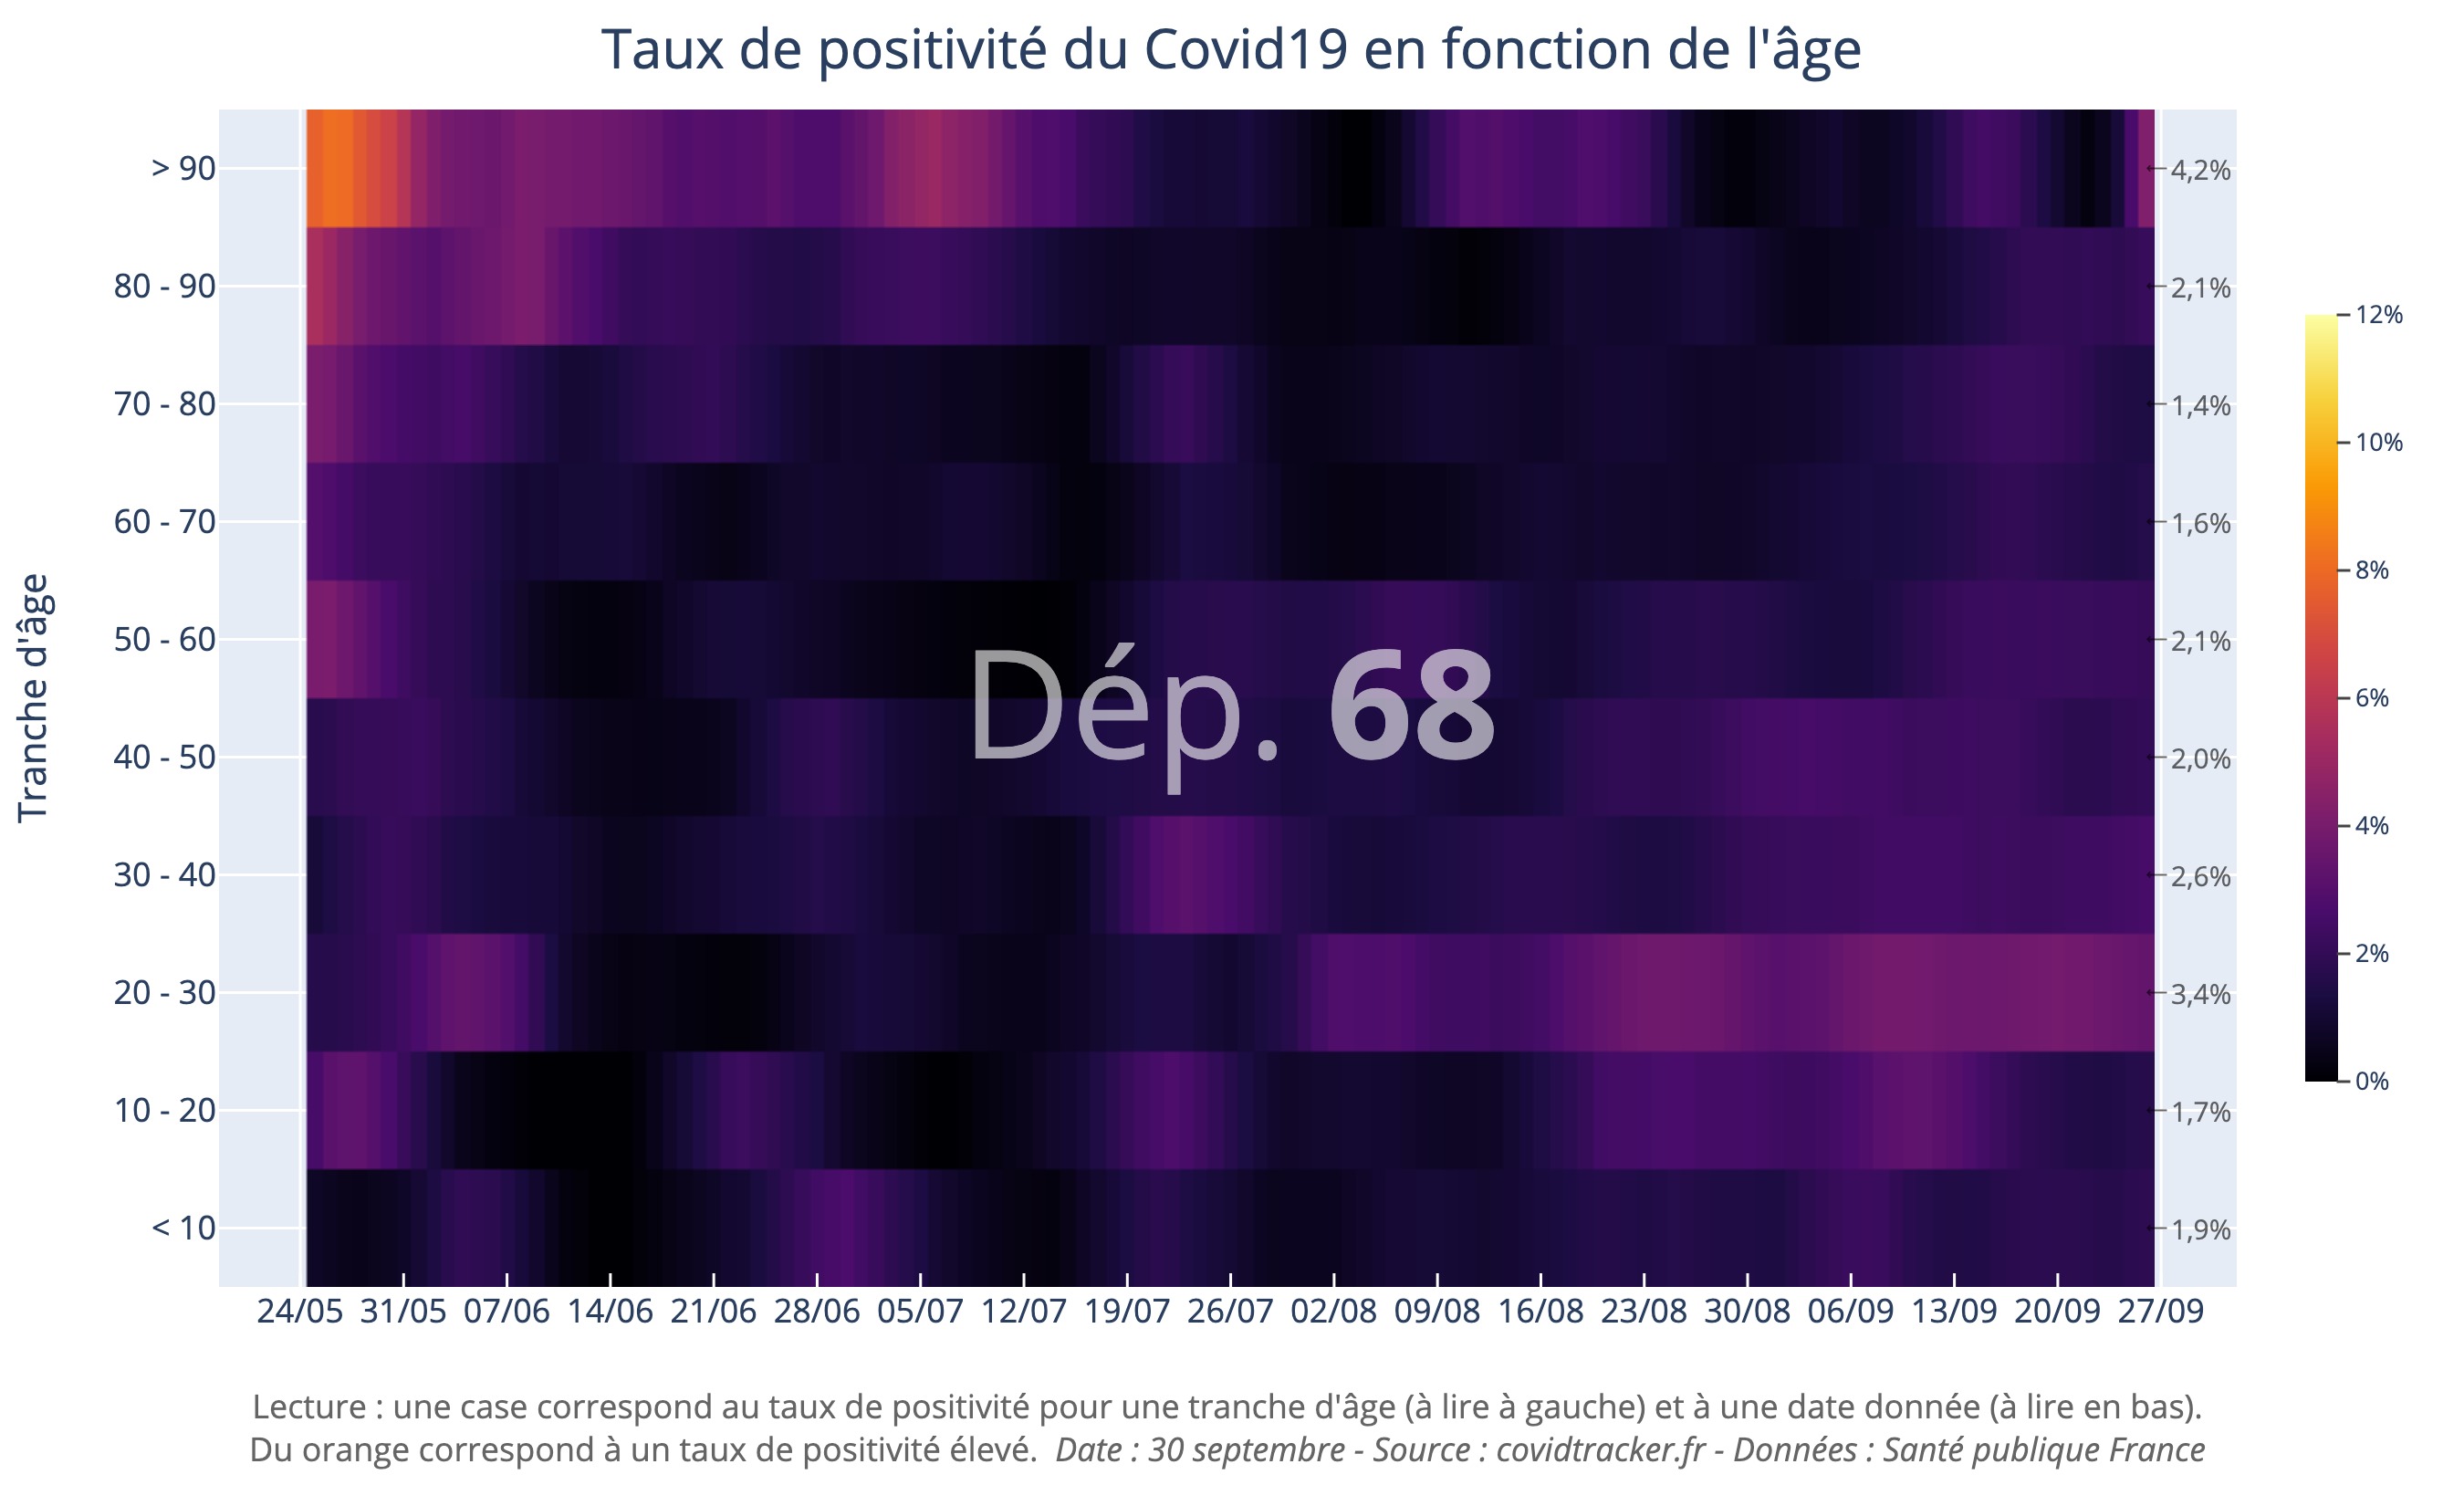 Taux de positivité du Covid19 en fonction de l'âge
Tranche d'âge
> 90
80 - 90
70 - 80
60 - 70
50 - 60
40 - 50
30 - 40
20 - 30
10 - 20
< 10
Dép. 68
4,2%
2,1%
1,4%
1,6%
2,1%
2,0%
2,6%
3,4%
1,7%
1,9%
12%
10%
8%
6%
4%
2%
0%
24/05 31/05 07/06 14/06 21/06 28/06 05/07 12/07 19/07 26/07 02/08 09/08 16/08 23/08 30/08 06/09 13/09 20/09 27/09
Lecture : une case correspond au taux de positivité pour une tranche d'âge (à lire à gauche) et à une date donnée (à lire en bas).
Du orange correspond à un taux de positivité élevé. Date : 30 septembre - Source : covidtracker.fr - Données : Santé publique France